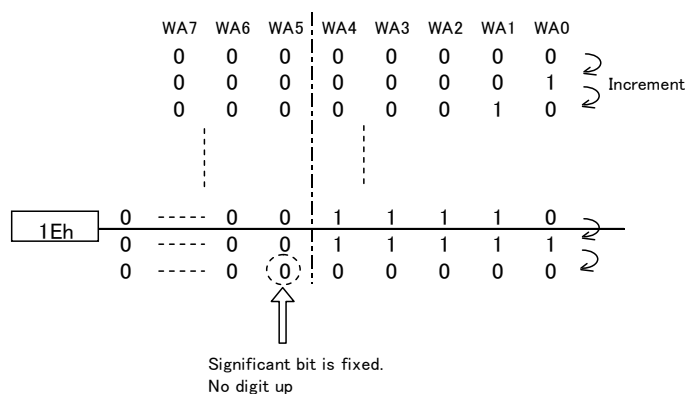 WA7 WA6 WA5 WA4 WA3 WA2 WA1 WA0
0 0 0 0 0 0 0 0
0 0 0 0 0 0 0 1
Increment
0 0 0 0 0 0 1 0
0 ----- 0 0 1 1 1 1 0
1Eh
0 ----- 0 0 1 1 1 1 1
0 ----- 0 0 0 0 0 0 0
Significant bit is fixed.
No digit up